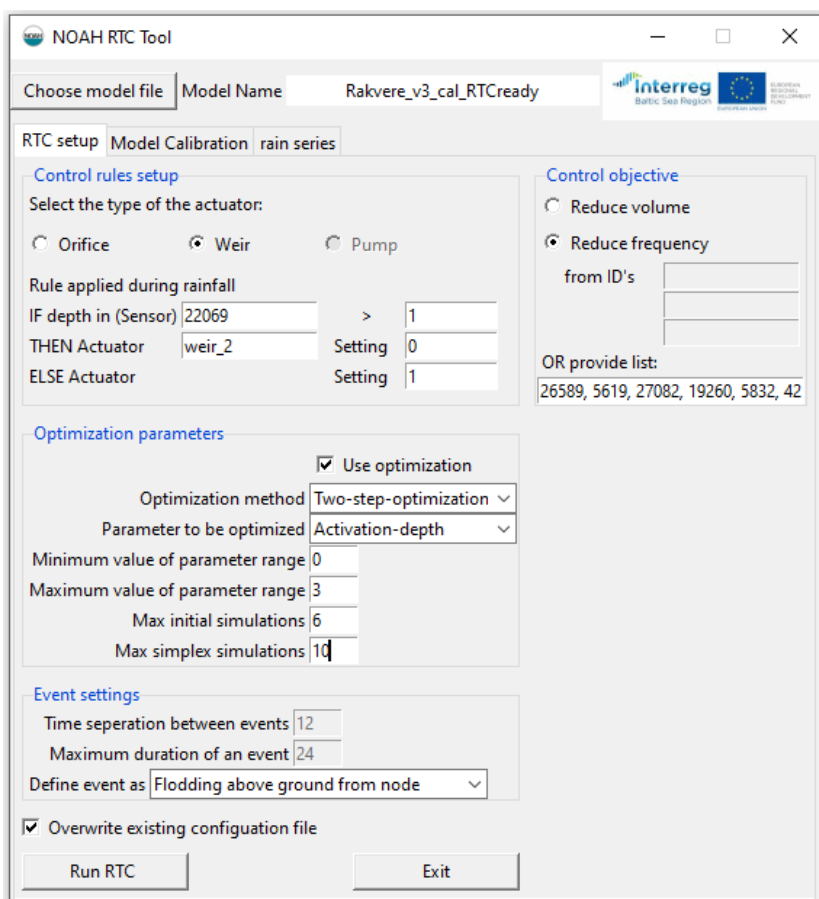 NOAH NOAH RTC Tool
Choose model file Model Name Rakvere_v3_cal_RTCready Interreg
Baltic Sea Region
EUROPEAN UNION
EUROPEAN
REGIONAL
DEVELOPMENT
FUND
RTC setup Model Calibration rain series
Control rules setup
Select the type of the actuator:
Orifice Weir Pump
Rule applied during rainfall
IF depth in (Sensor) 22069 > 1
THEN Actuator weir_2 Setting 0
ELSE Actuator Setting 1
Control objective
Reduce volume
Reduce frequency
from ID's
OR provide list:
26589, 5619, 27082, 19260, 5832, 42
Optimization parameters
Use optimization
Optimization method Two-step-optimization
Parameter to be optimized Activation-depth
Minimum value of parameter range 0
Maximum value of parameter range 3
Max initial simulations 6
Max simplex simulations 10
Event settings
Time seperation between events 12
Maximum duration of an event 24
Define event as Flodding above ground from node
Overwrite existing configuation file
Run RTC Exit